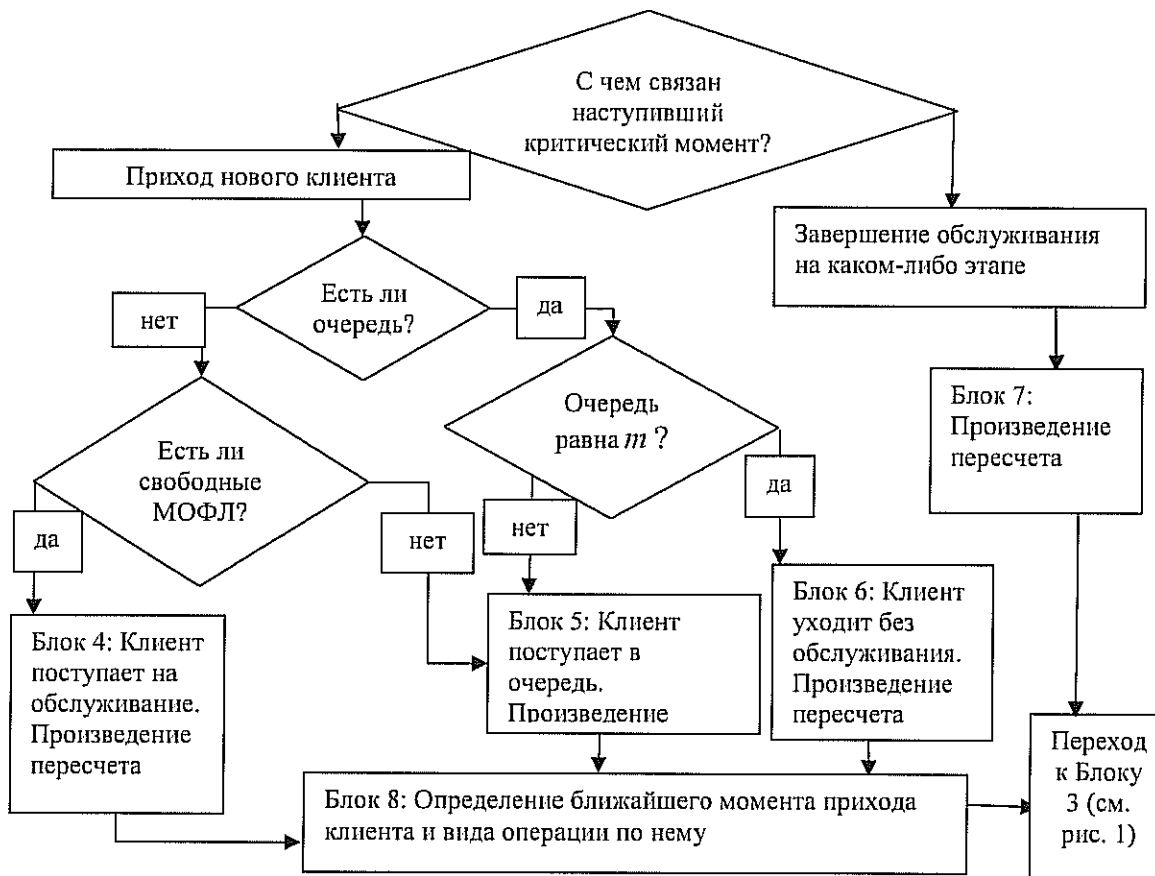 С чем связан
наступивший
критический момент?
Приход нового клиента
Завершение обслуживания
на каком-либо этапе
Есть ли
очередь?
нет
да
Блок 7:
Произведение
пересчета
Очередь
равна m ?
Есть ли
свободные
МОФЛ?
да
нет
нет
да
Блок 4: Клиент
поступает на
обслуживание.
Произведение
пересчета
Блок 5: Клиент
поступает в
очередь.
Произведение
Блок 6: Клиент
уходит без
обслуживания.
Произведение
пересчета
Переход
к Блоку
3 (см.
рис. 1)
Блок 8: Определение ближайшего момента прихода
клиента и вида операции по нему